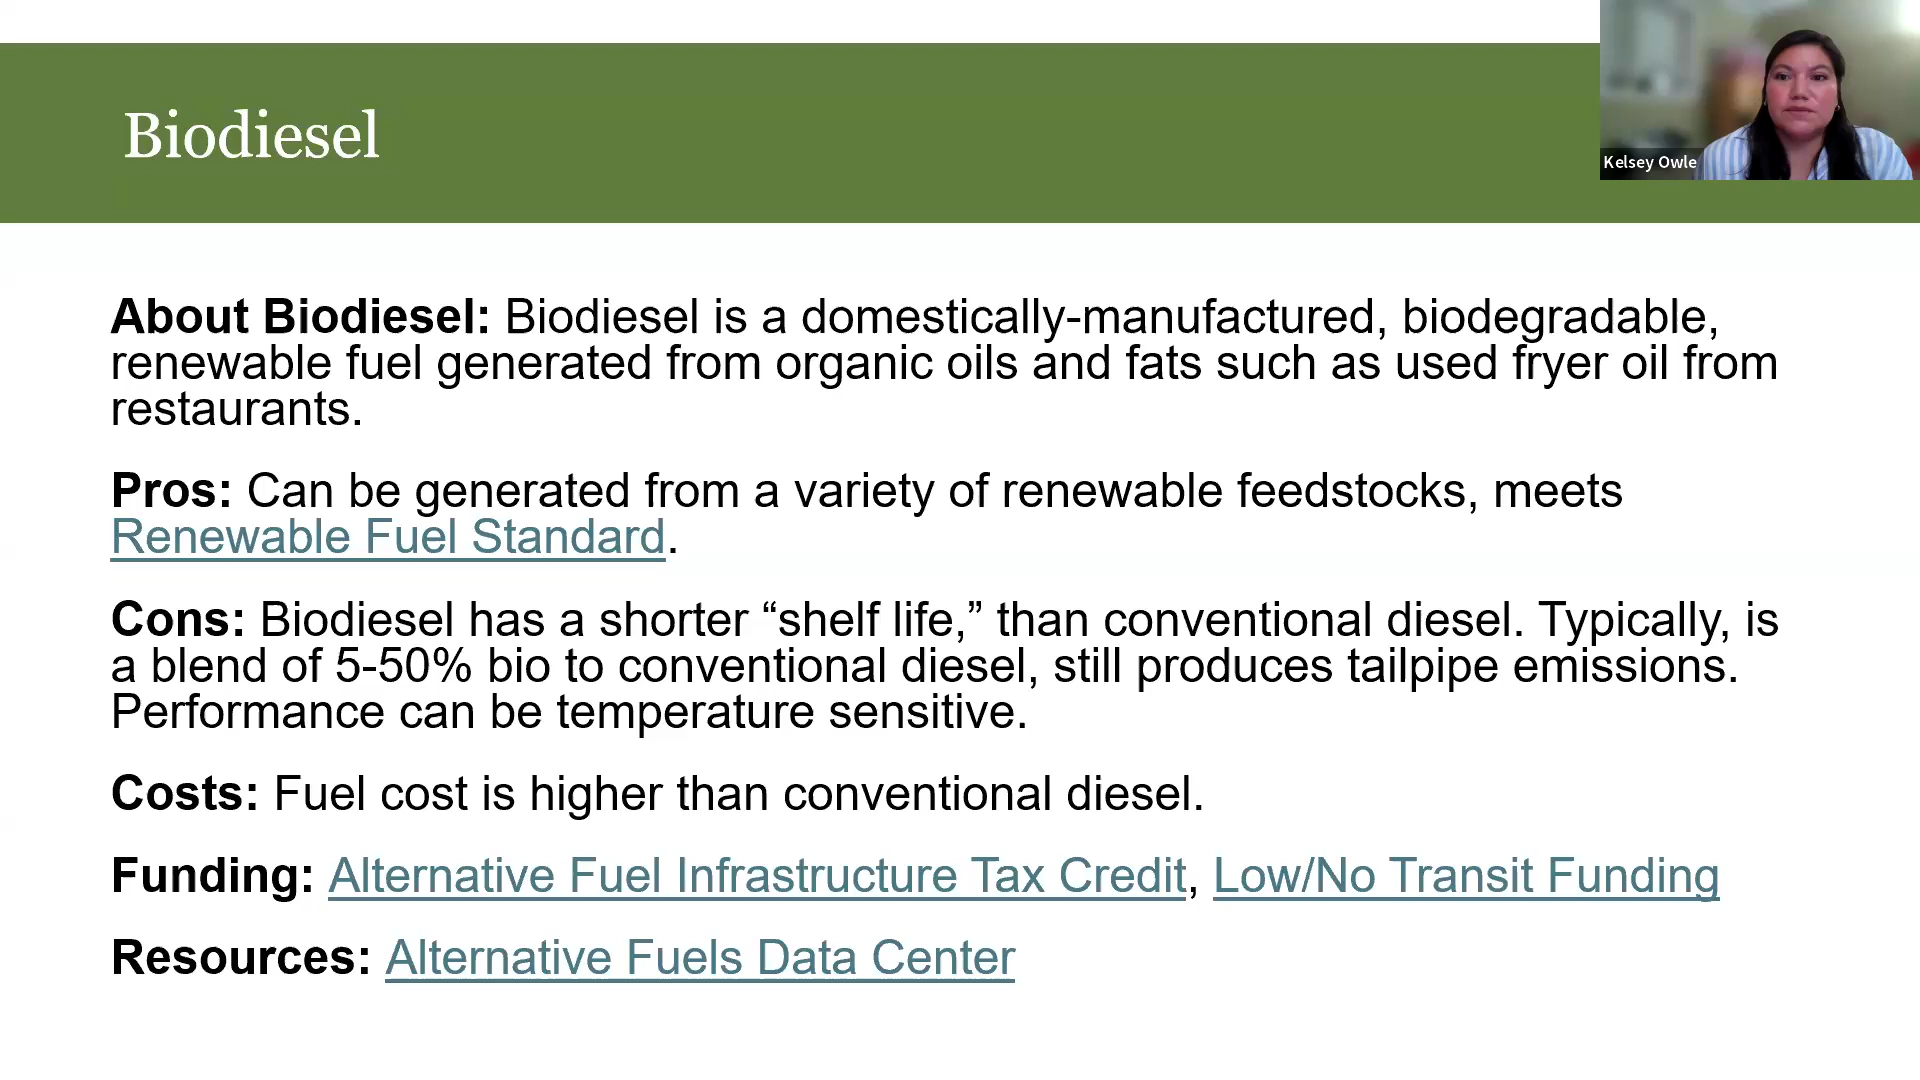 Biodiesel
Kelsey Owle
About Biodiesel: Biodiesel is a domestically-manufactured, biodegradable,
renewable fuel generated from organic oils and fats such as used fryer oil from
restaurants.
Pros: Can be generated from a variety of renewable feedstocks, meets
Renewable Fuel Standard.
Cons: Biodiesel has a shorter “shelf life,” than conventional diesel. Typically, is
a blend of 5-50% bio to conventional diesel, still produces tailpipe emissions.
Performance can be temperature sensitive.
Costs: Fuel cost is higher than conventional diesel.
Funding: Alternative Fuel Infrastructure Tax Credit, Low/No Transit Funding
Resources: Alternative Fuels Data Center